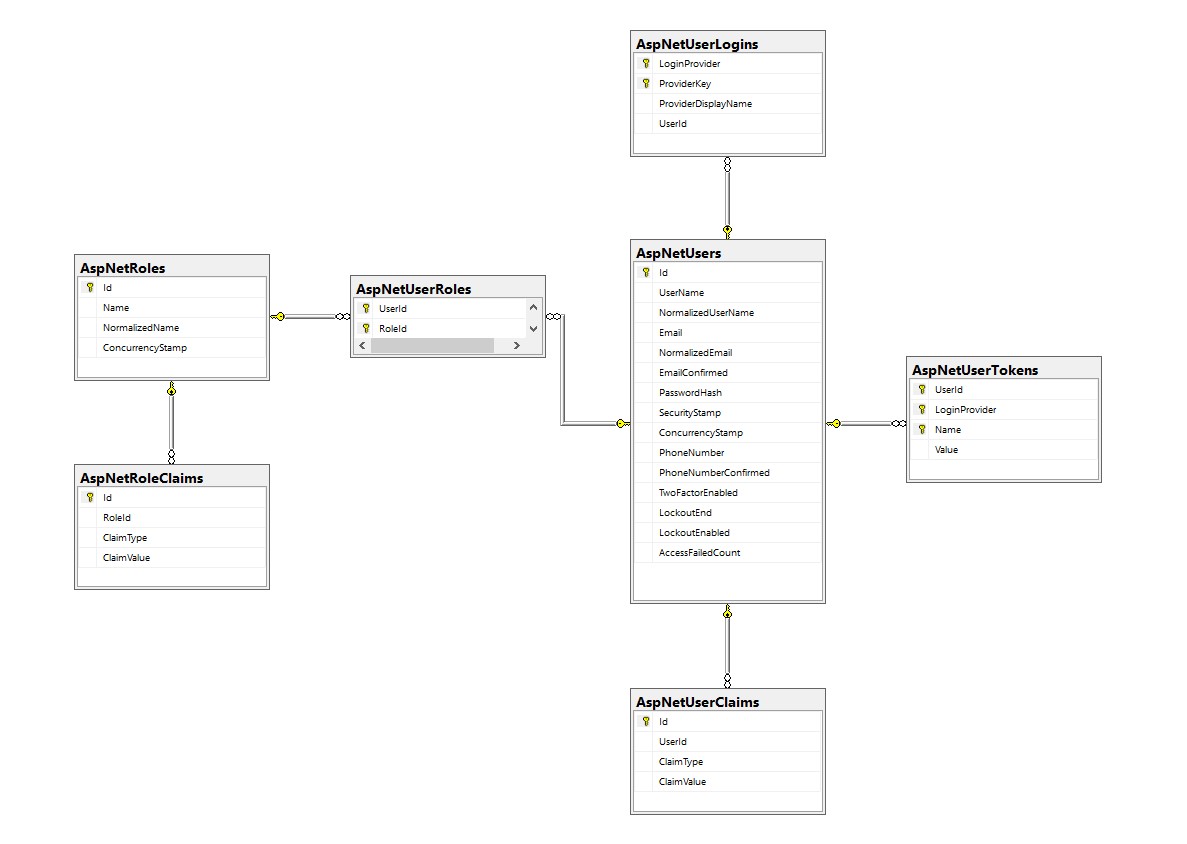 AspNetUserLogins
LoginProvider
ProviderKey
ProviderDisplayName
UserId
AspNetRoles
Id
Name
NormalizedName
ConcurrencyStamp
AspNetUserRoles
UserId
RoleId
AspNetUsers
Id
UserName
NormalizedUserName
Email
NormalizedEmail
EmailConfirmed
PasswordHash
SecurityStamp
ConcurrencyStamp
PhoneNumber
PhoneNumberConfirmed
TwoFactorEnabled
LockoutEnd
LockoutEnabled
AccessFailedCount
AspNetUserTokens
UserId
LoginProvider
Name
Value
AspNetRoleClaims
Id
RoleId
ClaimType
ClaimValue
AspNetUserClaims
Id
UserId
ClaimType
ClaimValue